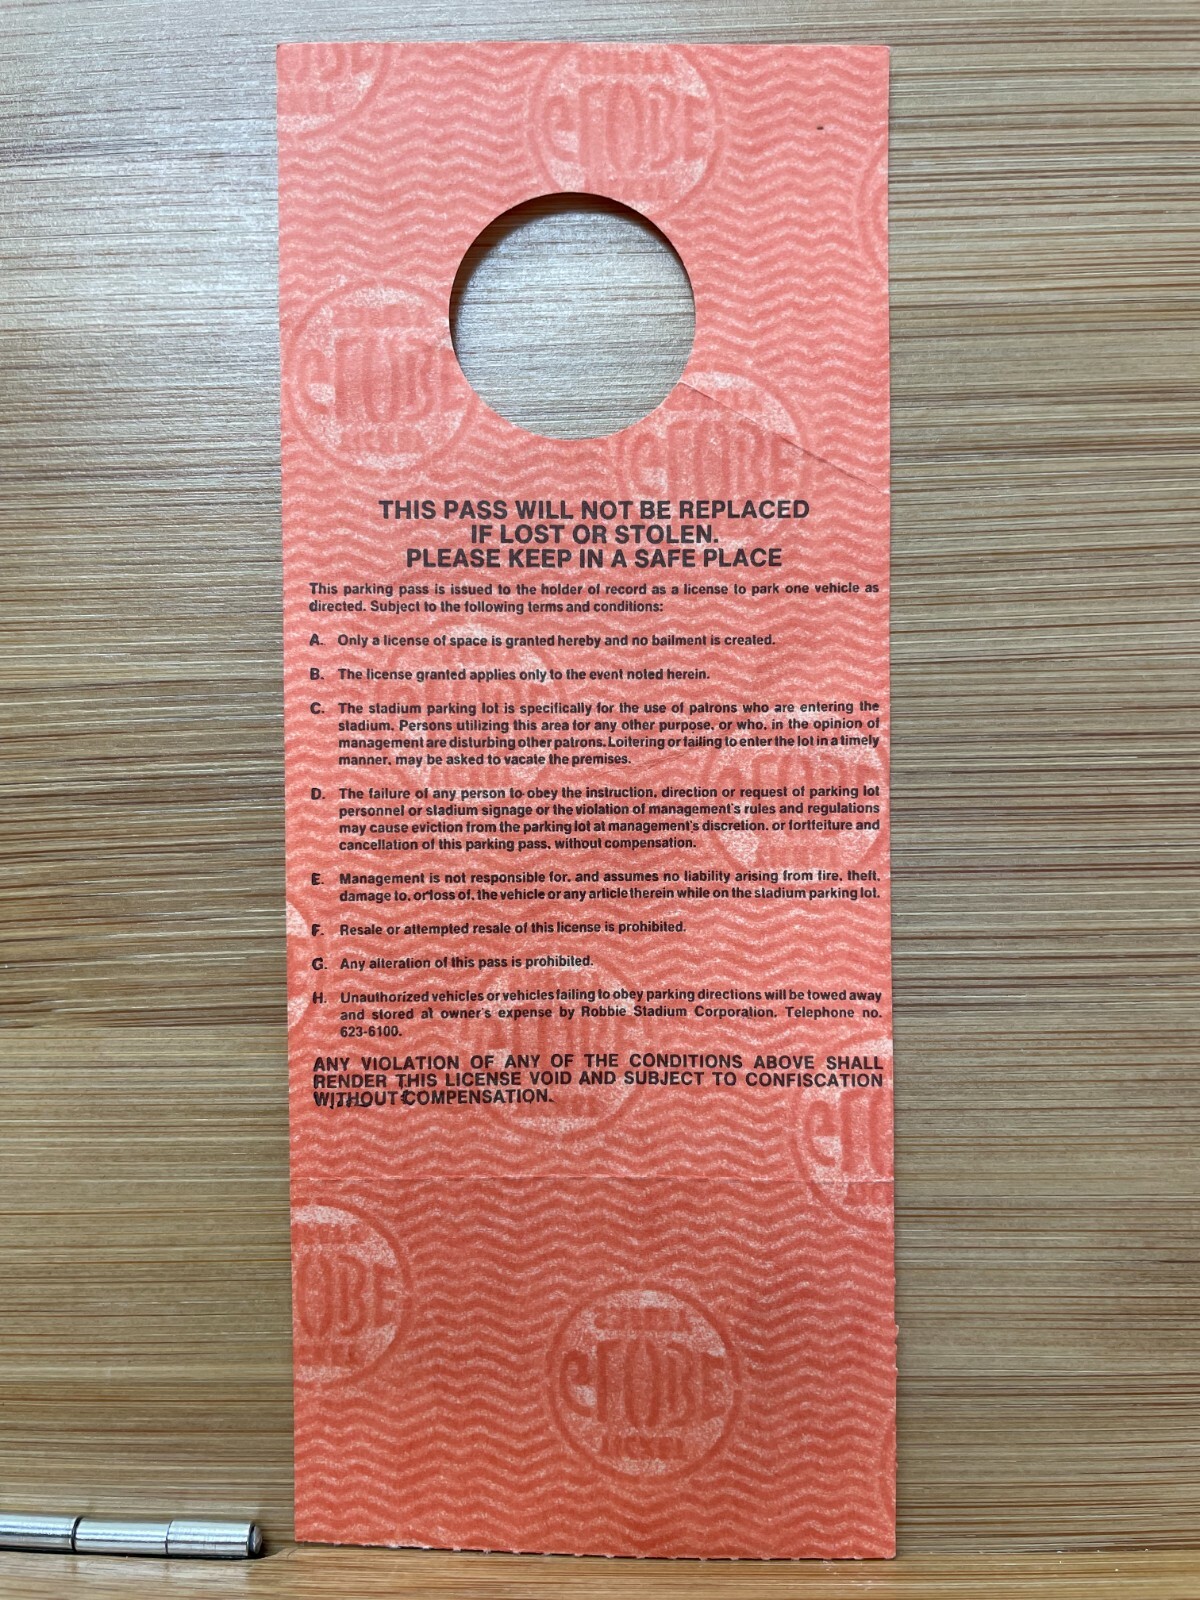 THIS PASS WILL NOT BE REPLACED
IF LOST OR STOLEN.
PLEASE KEEP IN A SAFE PLACE
This parking pass is issued to the holder of record as a license to park one vehicle as
directed. Subject to the following terms and conditions:
A. Only a license of space is granted hereby and no bailment is created.
B. The license granted applies only to the event noted herein.
C. The stadium parking lot is specifically for the use of patrons who are entering the
stadium. Persons utilizing this area for any other purpose, or who, in the opinion of
management are disturbing other patrons. Loitering or failing to enter the lot in a timely
manner, may be asked to vacate the premises.
D. The failure of any person to obey the instruction, direction or request of parking lot
personnel or stadium signage or the violation of management's rules and regulations
may cause eviction from the parking lot at management's discretion, or fortfeiture and
cancellation of this parking pass, without compensation.
E. Management is not responsible for, and assumes no liability arising from fire, theft,
damage to, or loss of, the vehicle or any article therein while on the stadium parking lot.
F. Resale or attempted resale of this license is prohibited.
G. Any alteration of this pass is prohibited.
H. Unauthorized vehicles or vehicles failing to obey parking directions will be towed away
and stored at owner's expense by Robbie Stadium Corporation. Telephone no.
623-6100.
ANY VIOLATION OF ANY OF THE CONDITIONS ABOVE SHALL
RENDER THIS LICENSE VOID AND SUBJECT TO CONFISCATION
WITHOUT COMPENSATION.
GLOBE
TICKET